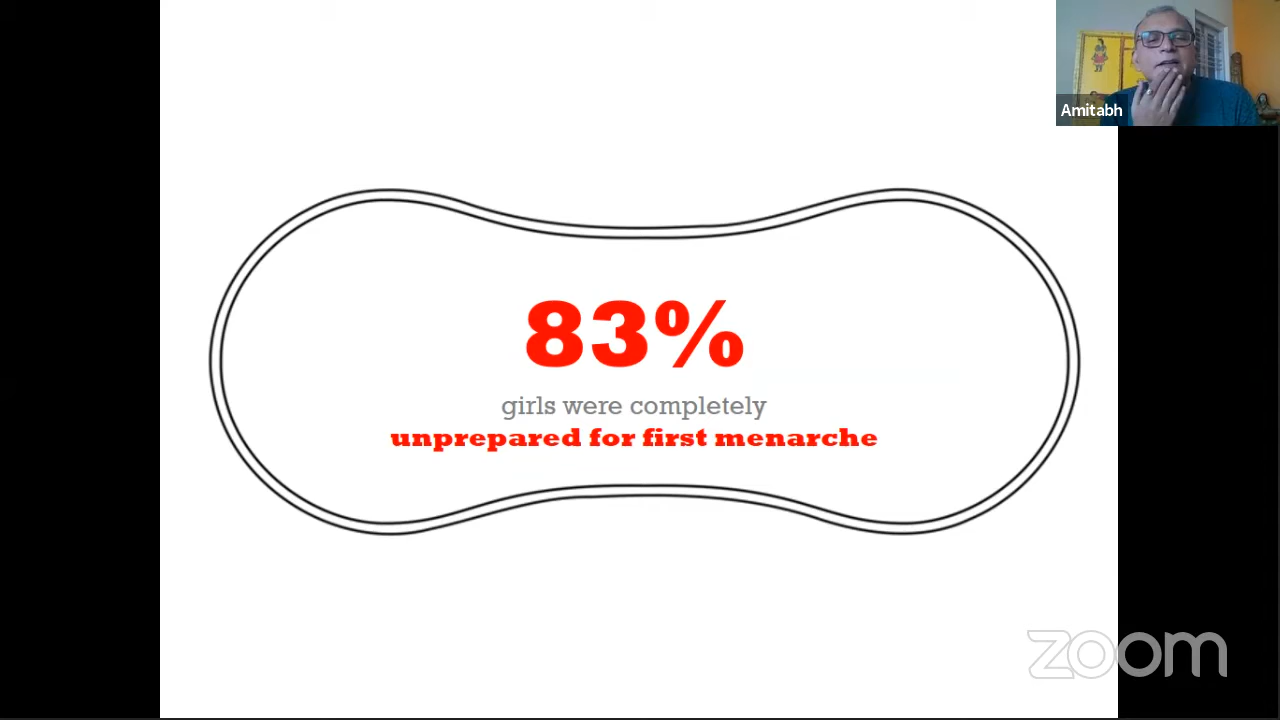 Amitabh
83%
girls were completely
unprepared for first menarche
zoom